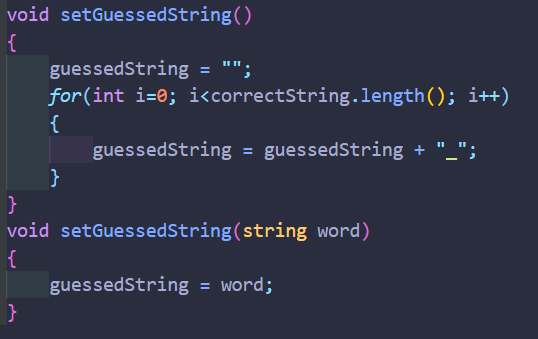 void setGuessedString()
{
    guessedString = "";
    for(int i=0; i<correctString.length(); i++)
    {
        guessedString = guessedString + "_";
    }
}
void setGuessedString(string word)
{
    guessedString = word;
}